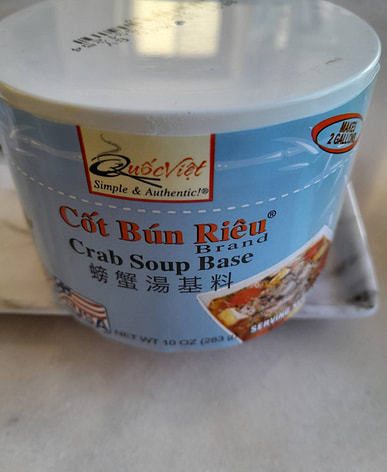 MAKES
2 GALLONS
QuốcViệt
Simple & Authentic!®
Cốt Bún Riêu®
Brand
Crab Soup Base
螃蟹湯基料
USA
SERVING
NET WT 10 OZ (283 g)